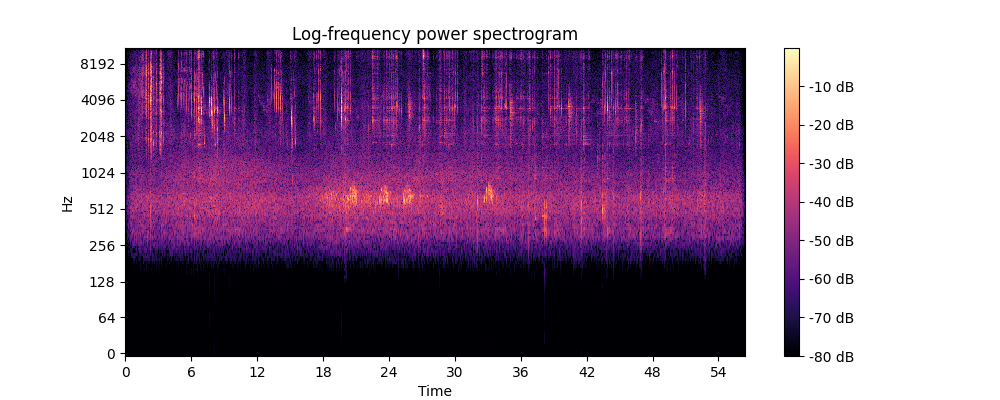 Log-frequency power spectrogram
Hz
8192
4096
2048
1024
512
256
128
64
0
0 6 12 18 24 30 36 42 48 54
Time
-10 dB
-20 dB
-30 dB
-40 dB
-50 dB
-60 dB
-70 dB
-80 dB